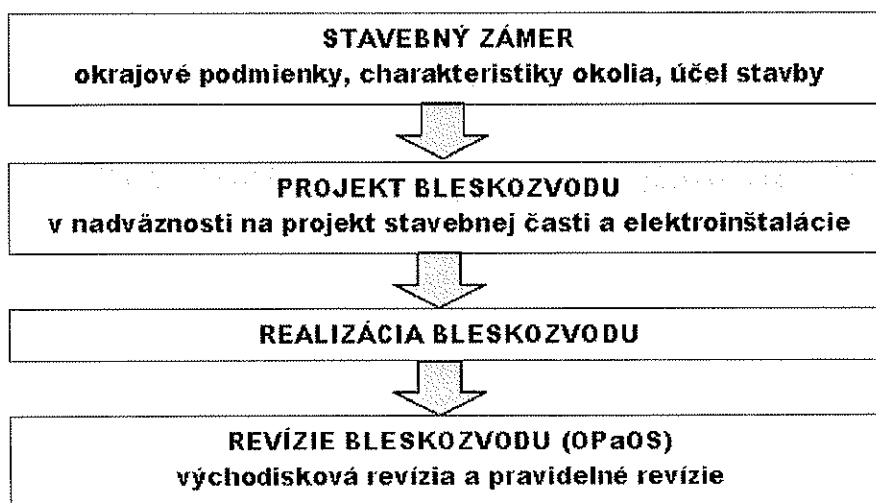 STAVEBNÝ ZÁMER
okrajové podmienky, charakteristiky okolia, účel stavby
PROJEKT BLESKOZVODU
v nadväznosti na projekt stavebnej časti a elektroinštalácie
REALIZÁCIA BLESKOZVODU
REVÍZIE BLESKOZVODU (OPaOS)
východisková revízia a pravidelné revízie